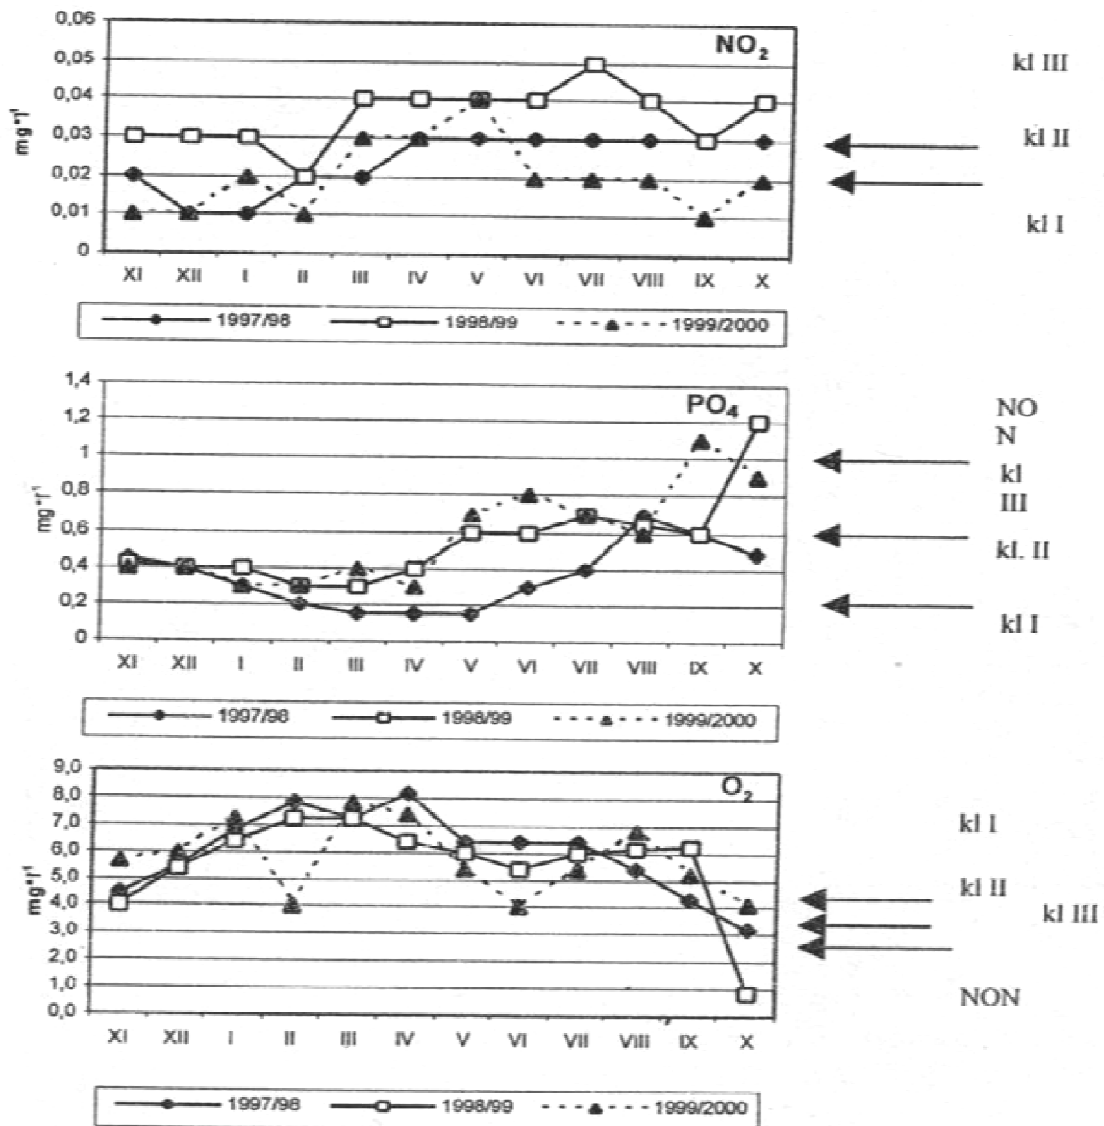 0,06
NO2
0,05
kl III
0,04
mg*l¹
0,03
kl II
0,02
0,01
kl I
0
XI XII I II III IV V VI VII VIII IX X
1997/98 1998/99 1999/2000
1,4
PO4
NO
N
1,2
1
kl
III
mg*l¹
0,8
0,6
kl. II
0,4
0,2
kl I
0
XI XII I II III IV V VI VII VIII IX X
1997/98 1998/99 1999/2000
9,0
O2
8,0
7,0
kl I
6,0
5,0
kl II
mg*l¹
4,0
kl III
3,0
2,0
1,0
NON
0,0
XI XII I II III IV V VI VII VIII IX X
1997/98 1998/99 1999/2000